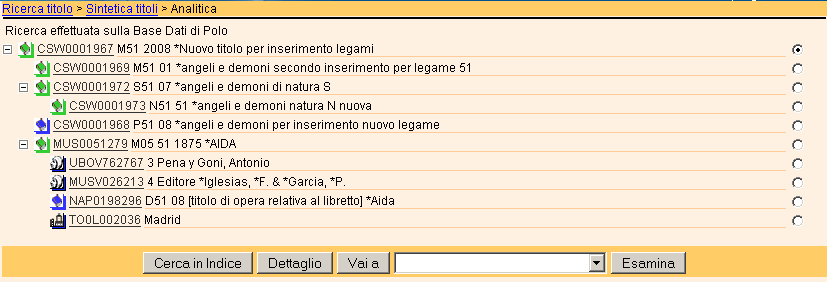 Ricerca titolo > Sintetica titoli > Analitica
Ricerca effettuata sulla Base Dati di Polo
CSW0001967 M51 2008 *Nuovo titolo per inserimento legami
CSW0001969 M51 01 *angeli e demoni secondo inserimento per legame 51
CSW0001972 S51 07 *angeli e demoni di natura S
CSW0001973 N51 51 *angeli e demoni natura N nuova
CSW0001968 P51 08 *angeli e demoni per inserimento nuovo legame
MUS0051279 M05 51 1875 *AIDA
UBOV762767 3 Pena y Goni, Antonio
MUSV026213 4 Editore *Iglesias, *F. & *Garcia, *P.
NAP0198296 D51 08 [titolo di opera relativa al libretto] *Aida
TO0L002036 Madrid
Cerca in Indice Dettaglio Vai a Esamina